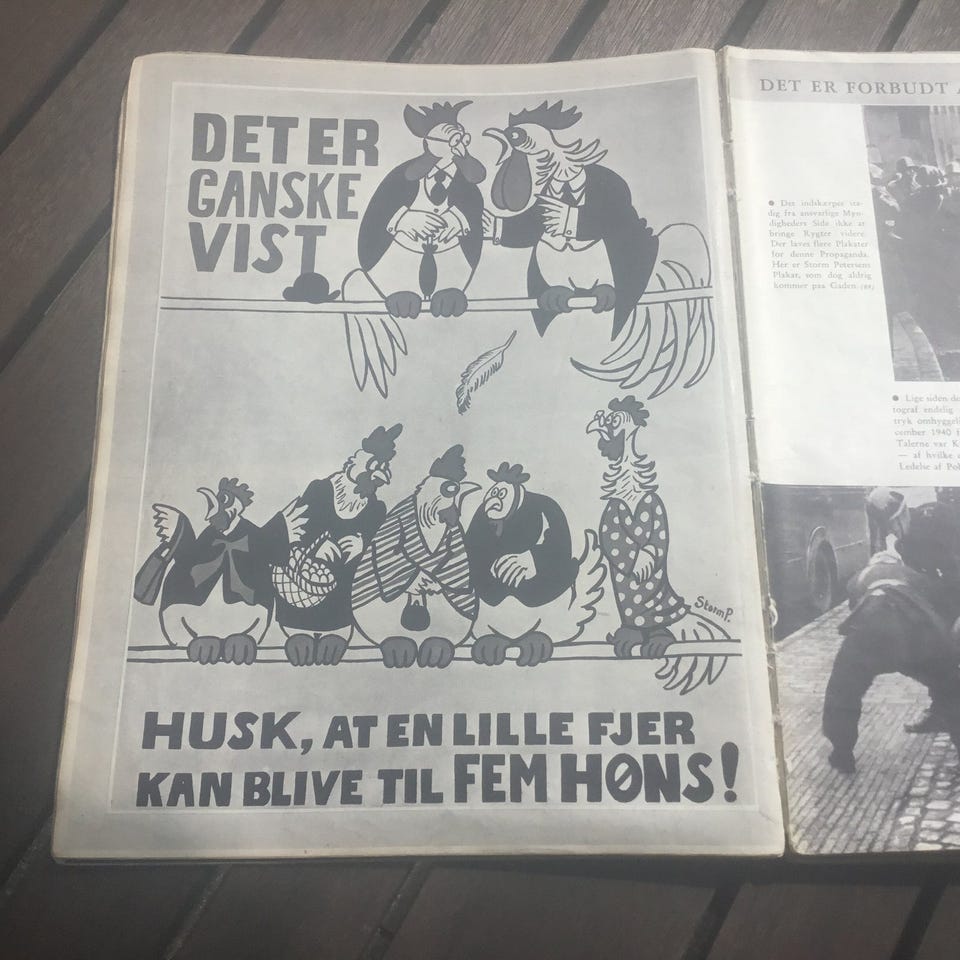 DET ER
GANSKE
VIST
StormP.
HUSK, AT EN LILLE FJER
KAN BLIVE TIL FEM HØNS!
DET ER FORBUDT
● Det indskærpes sta-
dig fra ansvarlige Myn-
digheders Side ikke at
bringe Rygter videre.
Der laves flere Plakater
for denne Propaganda.
Her er Storm Petersens
Plakat, som dog aldrig
kommer paa Gaden. (88)
● Lige siden
tograf endelig
tryk omhyggeli
cember 1940
Talerne var K
— af hvilke
Ledelse af Pol